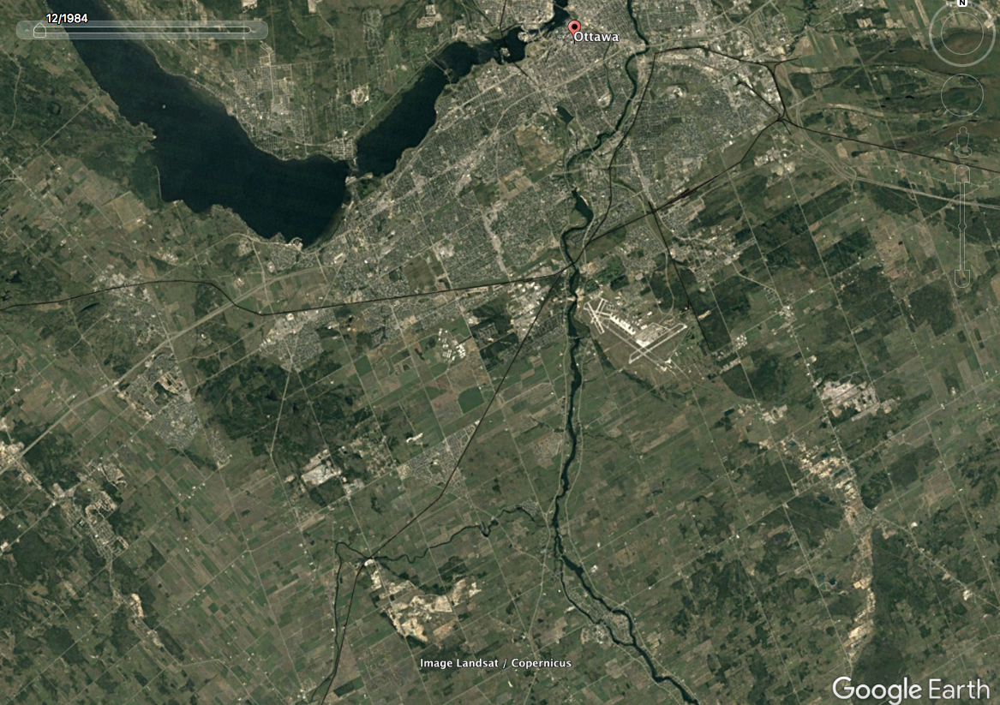 12/1984
N
Ottawa
Image Landsat / Copernicus
Google Earth